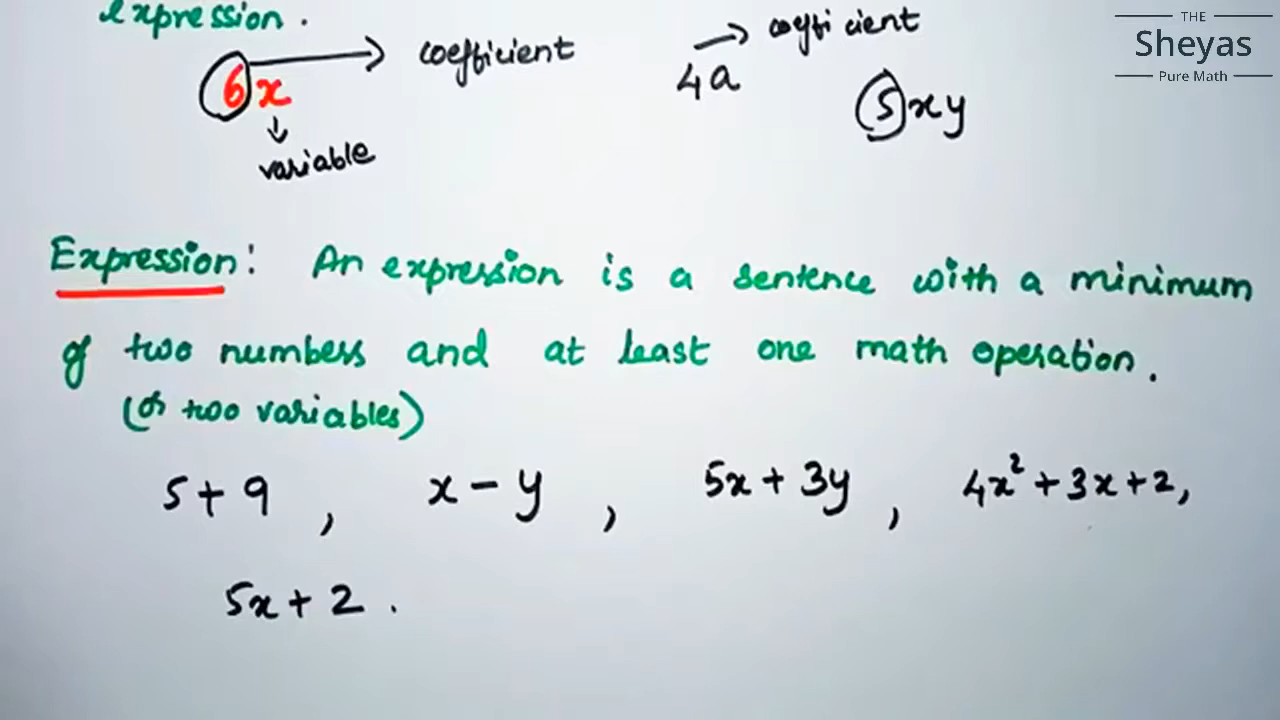 expression.
6x → coefficient
↓
variable
4a → coefficient
5xy
THE
Sheyas
Pure Math
Expression: An expression is a sentence with a minimum
of two numbers and at least one math operation.
(or two variables)
5 + 9 , x - y , 5x + 3y , 4x² + 3x + 2,
5x + 2 .